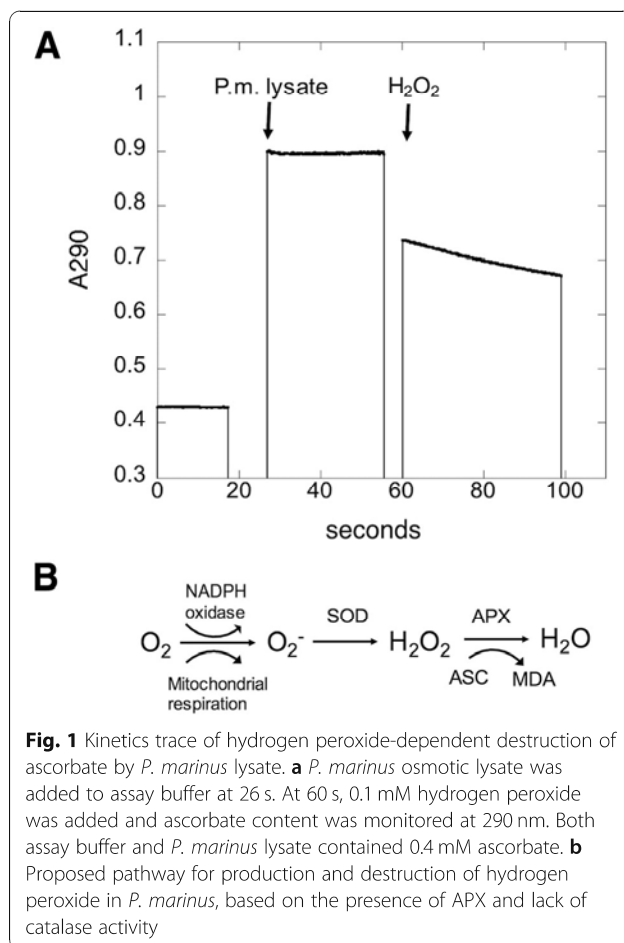 A
1.1
1
0.9
0.8
0.7
0.6
0.5
0.4
0.3
A290
P.m. lysate
H₂O₂
0
20
40
60
80
100
seconds
B
NADPH
oxidase
O₂
Mitochondrial
respiration
O₂⁻
SOD
H₂O₂
APX
ASC
MDA
H₂O
Fig. 1 Kinetics trace of hydrogen peroxide-dependent destruction of
ascorbate by P. marinus lysate. a P. marinus osmotic lysate was
added to assay buffer at 26 s. At 60 s, 0.1 mM hydrogen peroxide
was added and ascorbate content was monitored at 290 nm. Both
assay buffer and P. marinus lysate contained 0.4 mM ascorbate. b
Proposed pathway for production and destruction of hydrogen
peroxide in P. marinus, based on the presence of APX and lack of
catalase activity